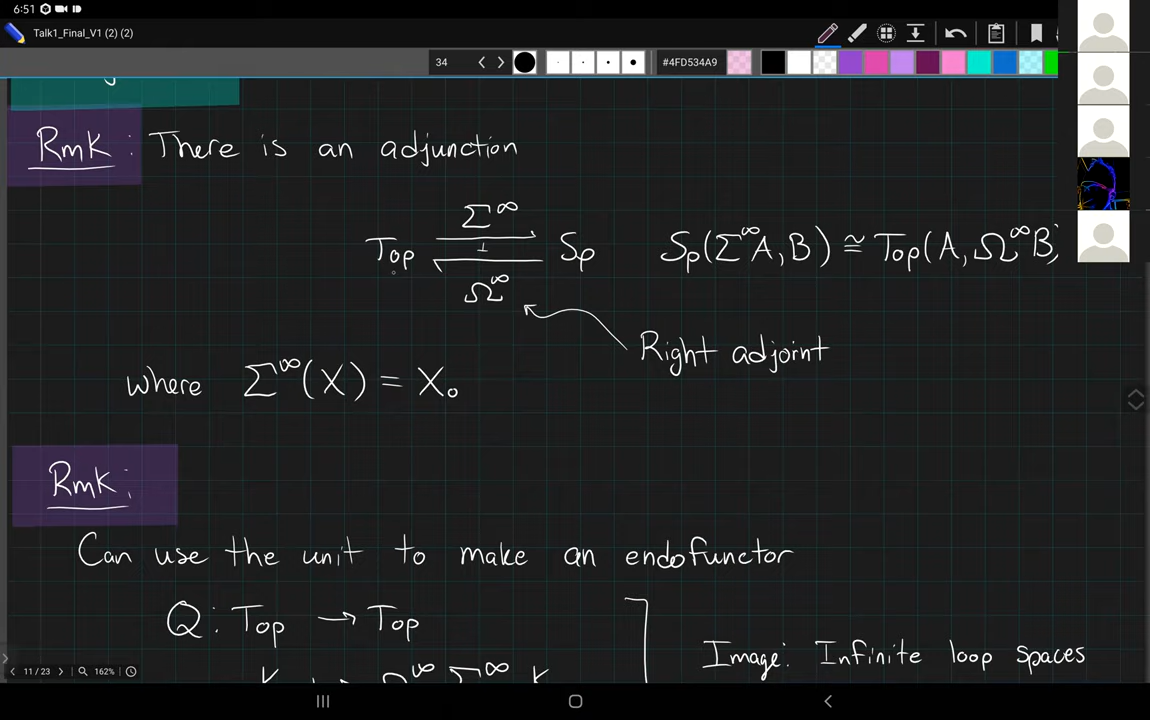 6:51
Talk1_Final_V1 (2) (2)
34
#4FD534A9
Rmk : There is an adjunction
Σ^∞
Top ⊥ Sp Sp(Σ^∞A, B) ≅ Top(A, Ω^∞B)
Ω^∞
Right adjoint
where Σ^∞(X) = X₀
Rmk:
Can use the unit to make an endofunctor
Q: Top → Top
Image: Infinite loop spaces
11 / 23 162%